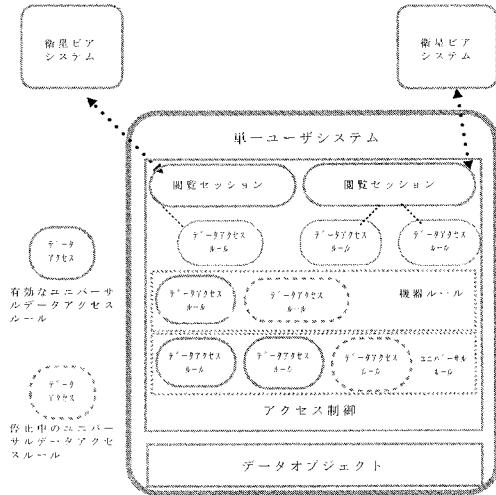 衛星ピア
システム
衛星ピア
システム
単一ユーザシステム
閲覧セッション
閲覧セッション
データアクセス
ルール
データアクセス
ルール
データアクセス
ルール
データ
アクセス
有効なユニバーサ
ルデータアクセス
ルール
データアクセス
ルール
データアクセス
ルール
機器ルール
データアクセス
ルール
データアクセス
ルール
データアクセス
ルール
ユニバーサル
ルール
データ
アクセス
停止中のユニバー
サルデータアクセ
スルール
アクセス制御
データオブジェクト